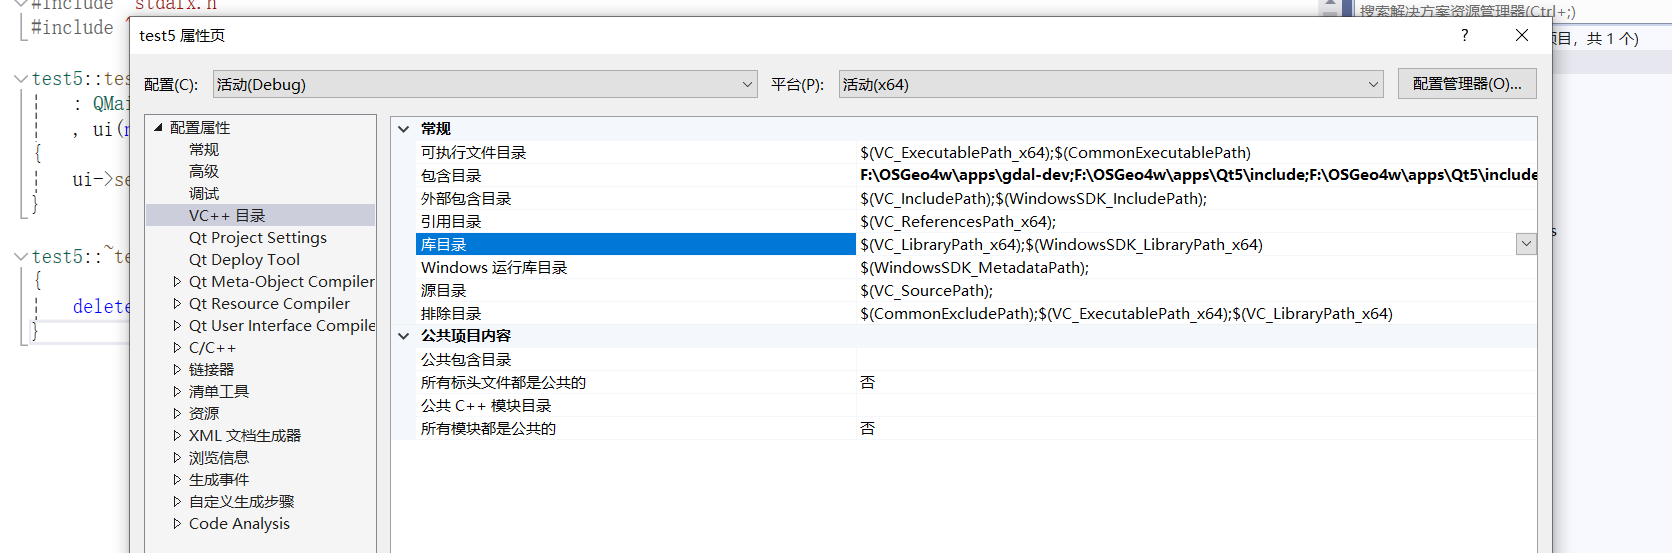 #include "stdafx.h
#include
搜索解决方案资源管理器(Ctrl+;)
test5 属性页
项目，共 1 个)
test5::tes
配置(C):
活动(Debug)
平台(P):
活动(x64)
配置管理器(O)...
: QMai
, ui(n
{
ui->se
}
test5::~te
{
delete
}
配置属性
常规
高级
调试
VC++ 目录
Qt Project Settings
Qt Deploy Tool
Qt Meta-Object Compiler
Qt Resource Compiler
Qt User Interface Compile
C/C++
链接器
清单工具
资源
XML 文档生成器
浏览信息
生成事件
自定义生成步骤
Code Analysis
常规
可执行文件目录 $(VC_ExecutablePath_x64);$(CommonExecutablePath)
包含目录 F:\OSGeo4w\apps\gdal-dev;F:\OSGeo4w\apps\Qt5\include;F:\OSGeo4w\apps\Qt5\include
外部包含目录 $(VC_IncludePath);$(WindowsSDK_IncludePath);
引用目录 $(VC_ReferencesPath_x64);
库目录 $(VC_LibraryPath_x64);$(WindowsSDK_LibraryPath_x64)
Windows 运行库目录 $(WindowsSDK_MetadataPath);
源目录 $(VC_SourcePath);
排除目录 $(CommonExcludePath);$(VC_ExecutablePath_x64);$(VC_LibraryPath_x64)
公共项目内容
公共包含目录
所有标头文件都是公共的 否
公共 C++ 模块目录
所有模块都是公共的 否